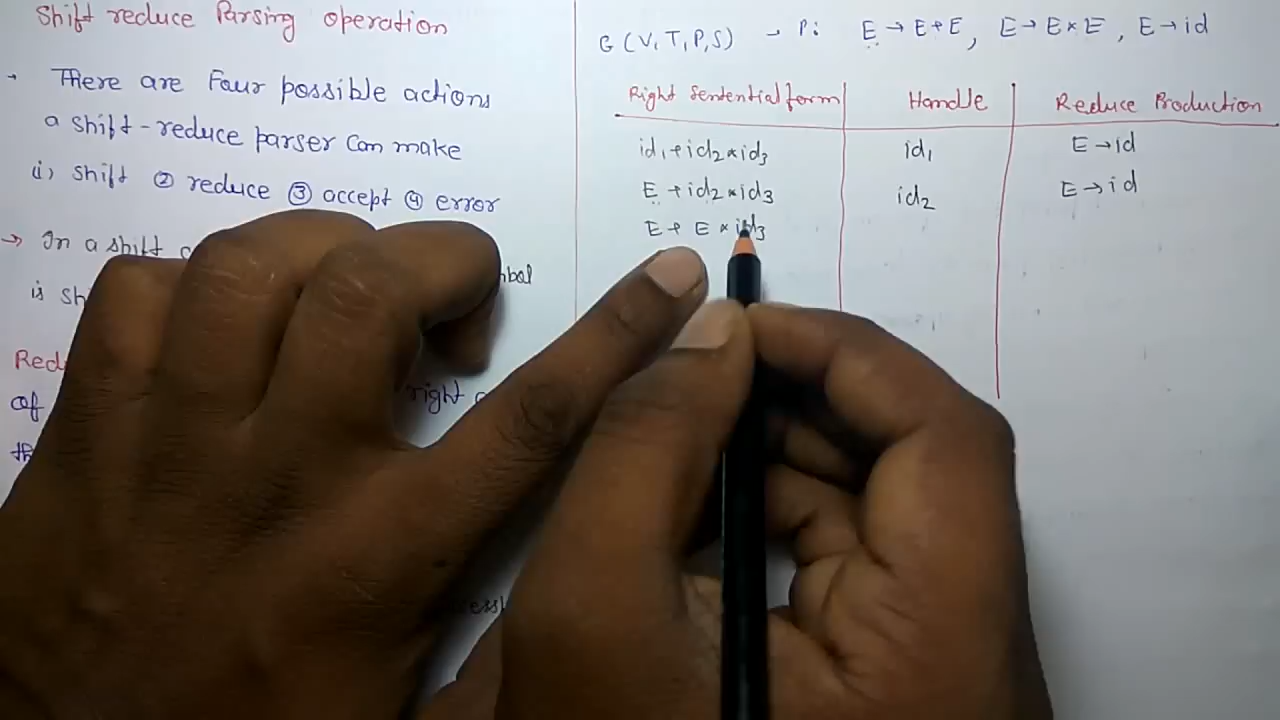 Shift reduce Parsing operation
There are Four possible actions
a shift-reduce parser can make
(i) shift ② reduce ③ accept ④ error
→ In a shift
is
of
right
G (V, T, P, S) → P: E → E+E, E → E×E, E → id
Right Sentential form Handle Reduce Production
id₁+id₂*id₃ id₁ E → id
E + id₂*id₃ id₂ E → id
E + E * id₃